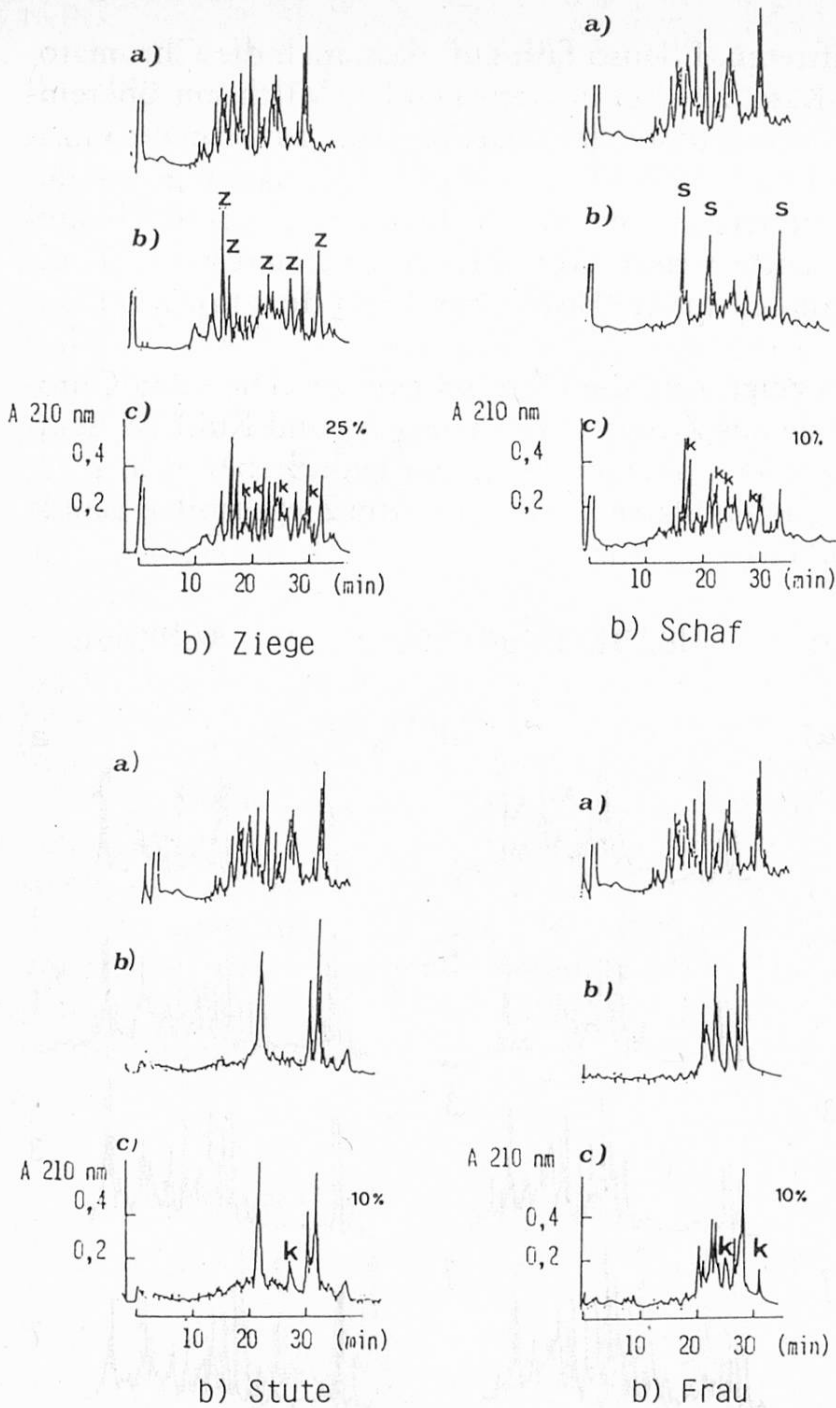 a)
b)
Z
Z
Z
Z
Z
c)
25%
A 210 nm
0,4
0,2
k
k
k
k
10
20
30
(min)
b) Ziege
a)
b)
S
S
S
c)
10%
A 210 nm
0,4
0,2
k
k
k
k
10
20
30
(min)
b) Schaf
a)
b)
c)
10%
A 210 nm
0,4
0,2
k
10
20
30
(min)
b) Stute
a)
b)
c)
10%
A 210 nm
0,4
0,2
k
k
10
20
30
(min)
b) Frau